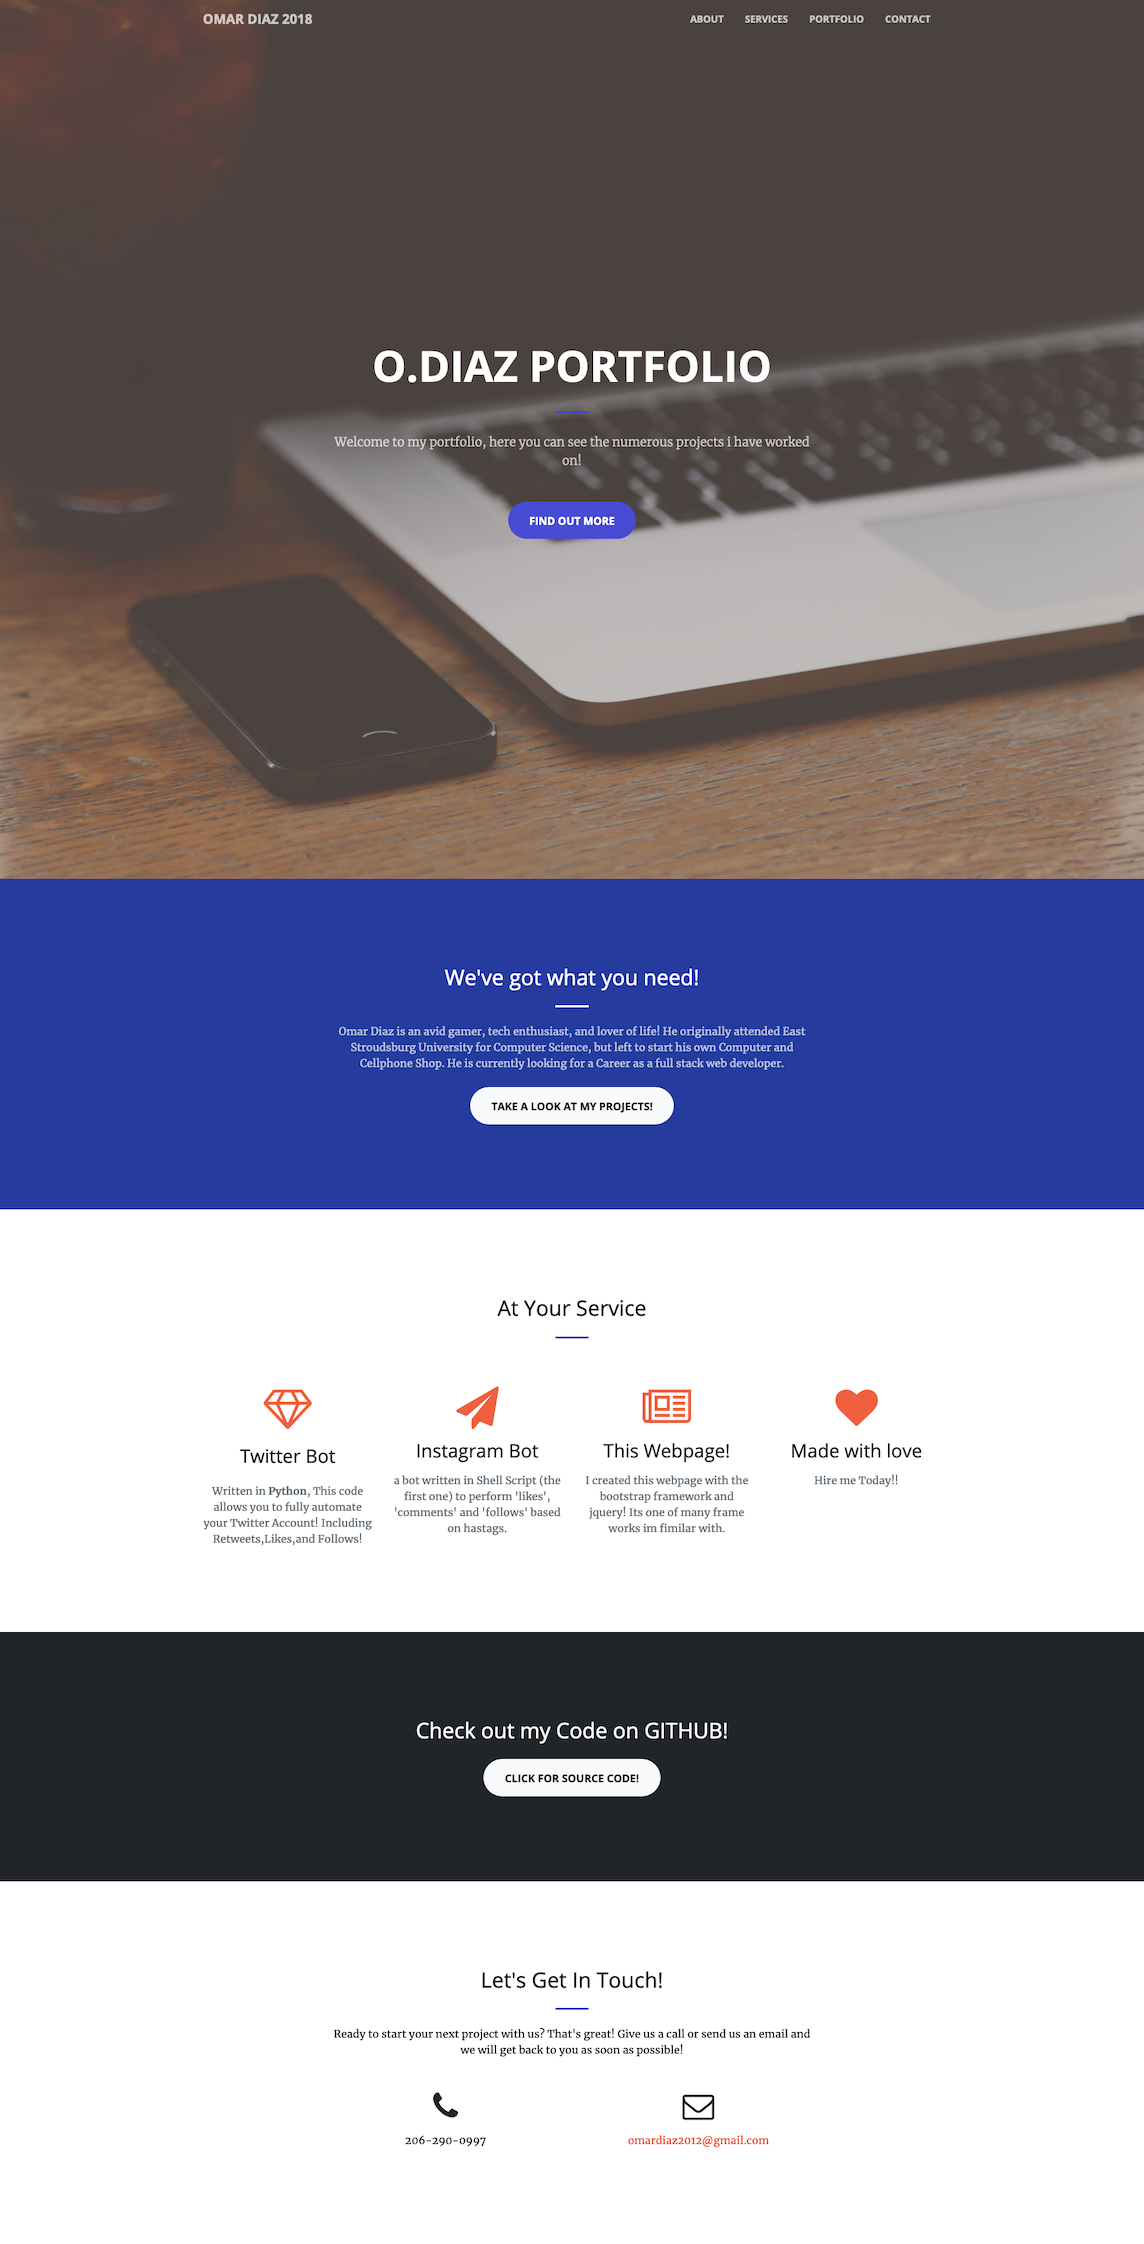 OMAR DIAZ 2018
ABOUT SERVICES PORTFOLIO CONTACT
O.DIAZ PORTFOLIO
Welcome to my portfolio, here you can see the numerous projects i have worked
on!
FIND OUT MORE
We've got what you need!
Omar Diaz is an avid gamer, tech enthusiast, and lover of life! He originally attended East
Stroudsburg University for Computer Science, but left to start his own Computer and
Cellphone Shop. He is currently looking for a Career as a full stack web developer.
TAKE A LOOK AT MY PROJECTS!
At Your Service
Twitter Bot
Written in Python, This code
allows you to fully automate
your Twitter Account! Including
Retweets,Likes,and Follows!
Instagram Bot
a bot written in Shell Script (the
first one) to perform 'likes',
'comments' and 'follows' based
on hastags.
This Webpage!
I created this webpage with the
bootstrap framework and
jquery! Its one of many frame
works im fimilar with.
Made with love
Hire me Today!!
Check out my Code on GITHUB!
CLICK FOR SOURCE CODE!
Let's Get In Touch!
Ready to start your next project with us? That's great! Give us a call or send us an email and
we will get back to you as soon as possible!
206-290-0997
omardiaz2012@gmail.com